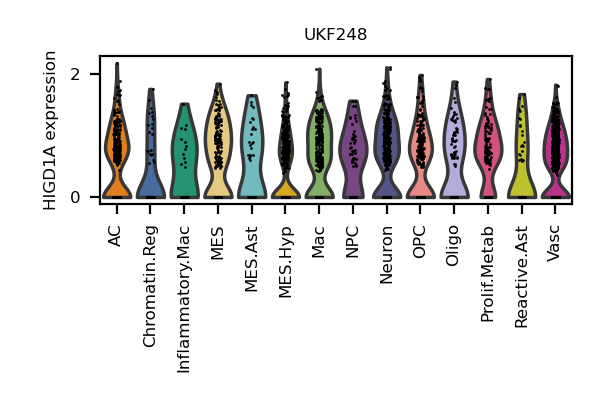 UKF248
HIGD1A expression
2
0
AC
Chromatin.Reg
Inflammatory.Mac
MES
MES.Ast
MES.Hyp
Mac
NPC
Neuron
OPC
Oligo
Prolif.Metab
Reactive.Ast
Vasc